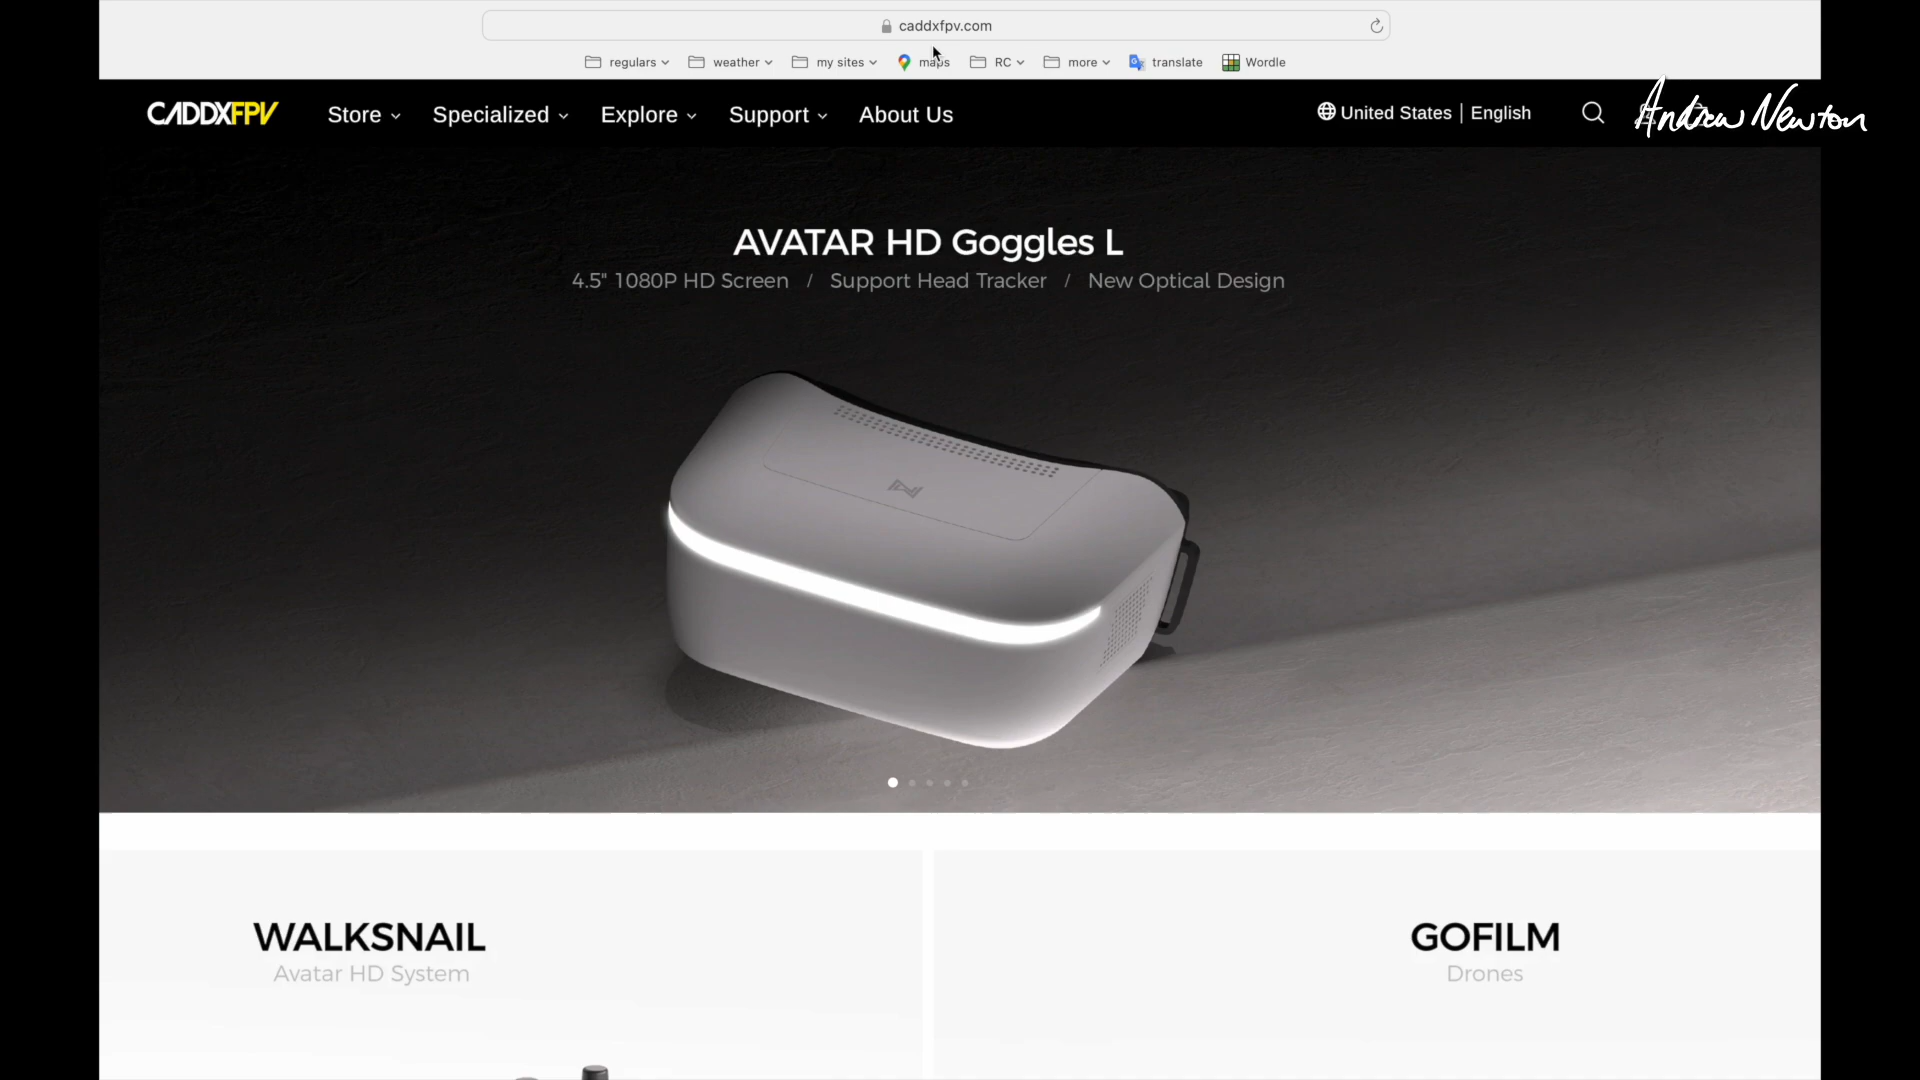 caddxfpv.com
regulars weather my sites maps RC more translate Wordle
CADDXFPV Store Specialized Explore Support About Us United States | English
Andrew Newton
AVATAR HD Goggles L
4.5" 1080P HD Screen / Support Head Tracker / New Optical Design
WALKSNAIL
Avatar HD System
GOFILM
Drones